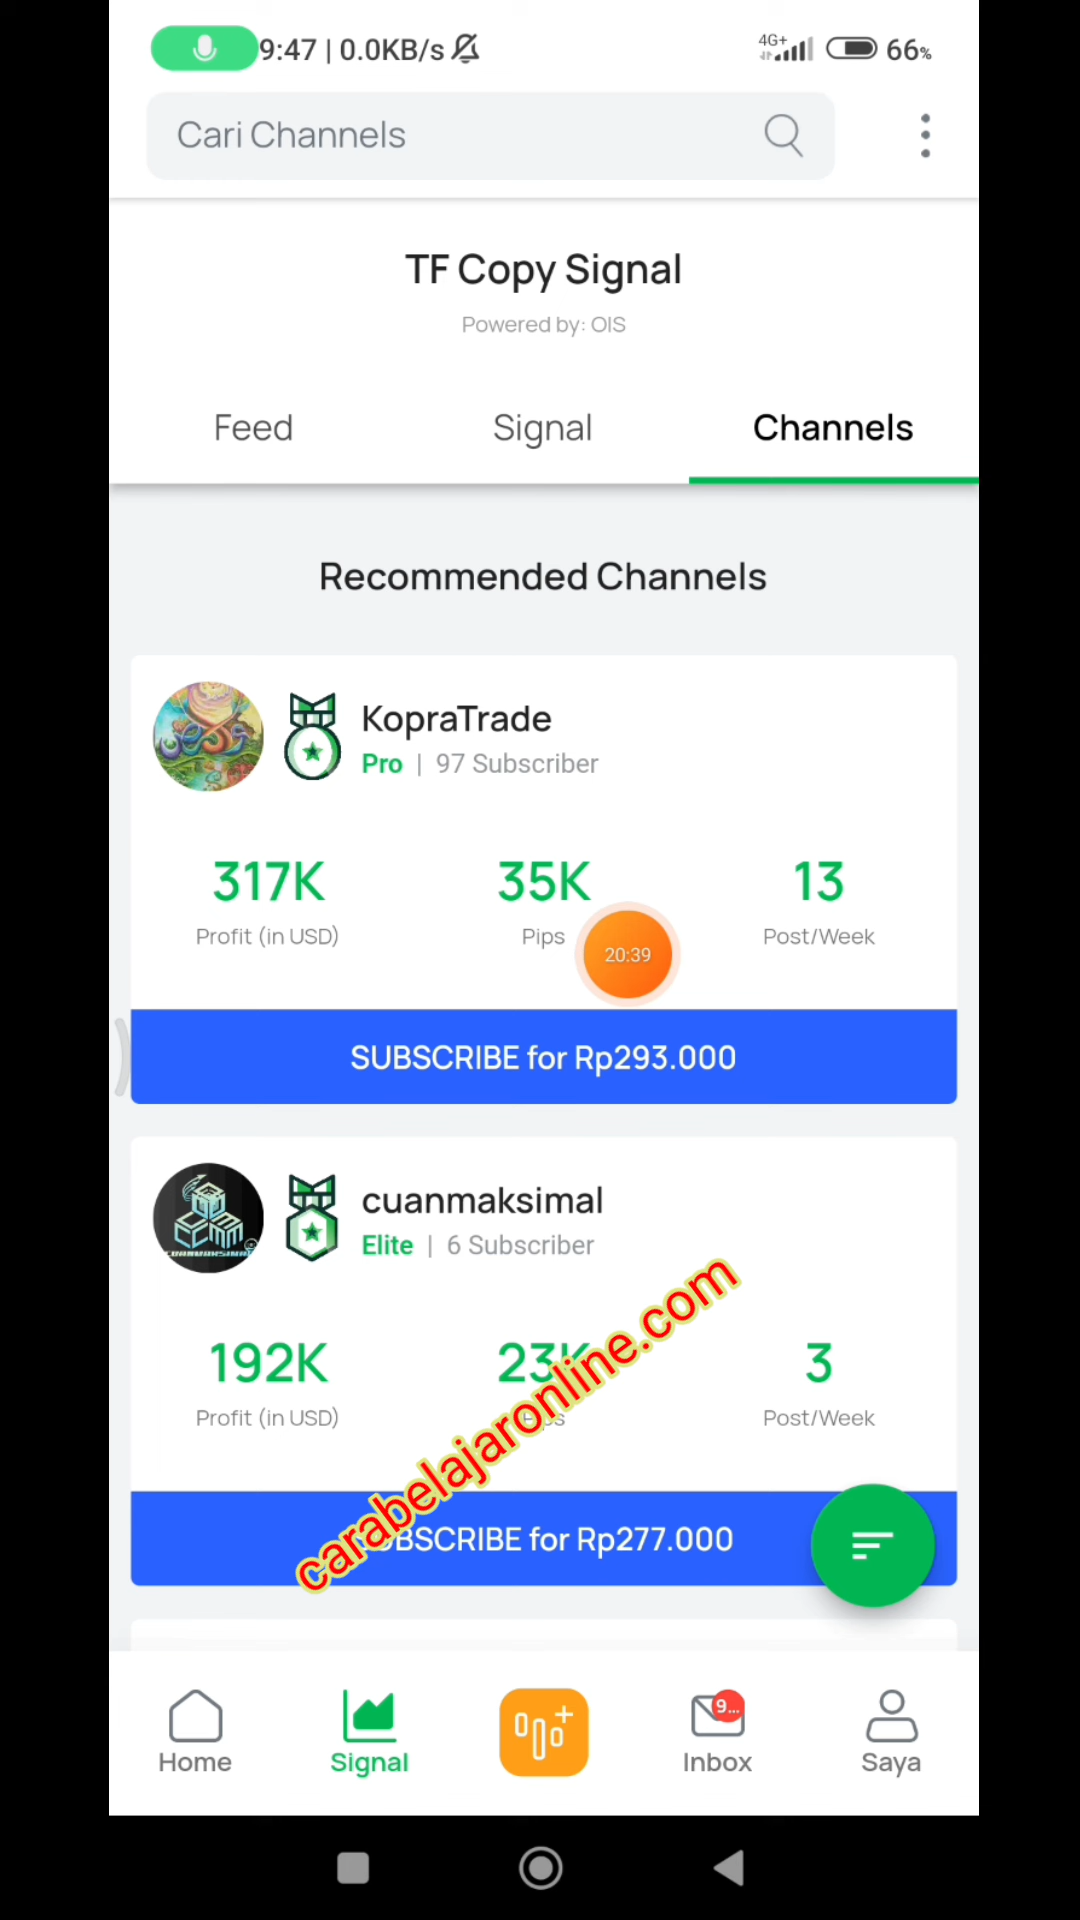 9:47 | 0.0KB/s
4G+
66%
Cari Channels
TF Copy Signal
Powered by: OIS
Feed
Signal
Channels
Recommended Channels
KopraTrade
Pro | 97 Subscriber
317K
35K
13
Profit (in USD)
Pips
Post/Week
20:39
SUBSCRIBE for Rp293.000
cuanmaksimal
Elite | 6 Subscriber
192K
23K
3
Profit (in USD)
Pips
Post/Week
carabelajaronline.com
SUBSCRIBE for Rp277.000
9...
Home
Signal
Inbox
Saya